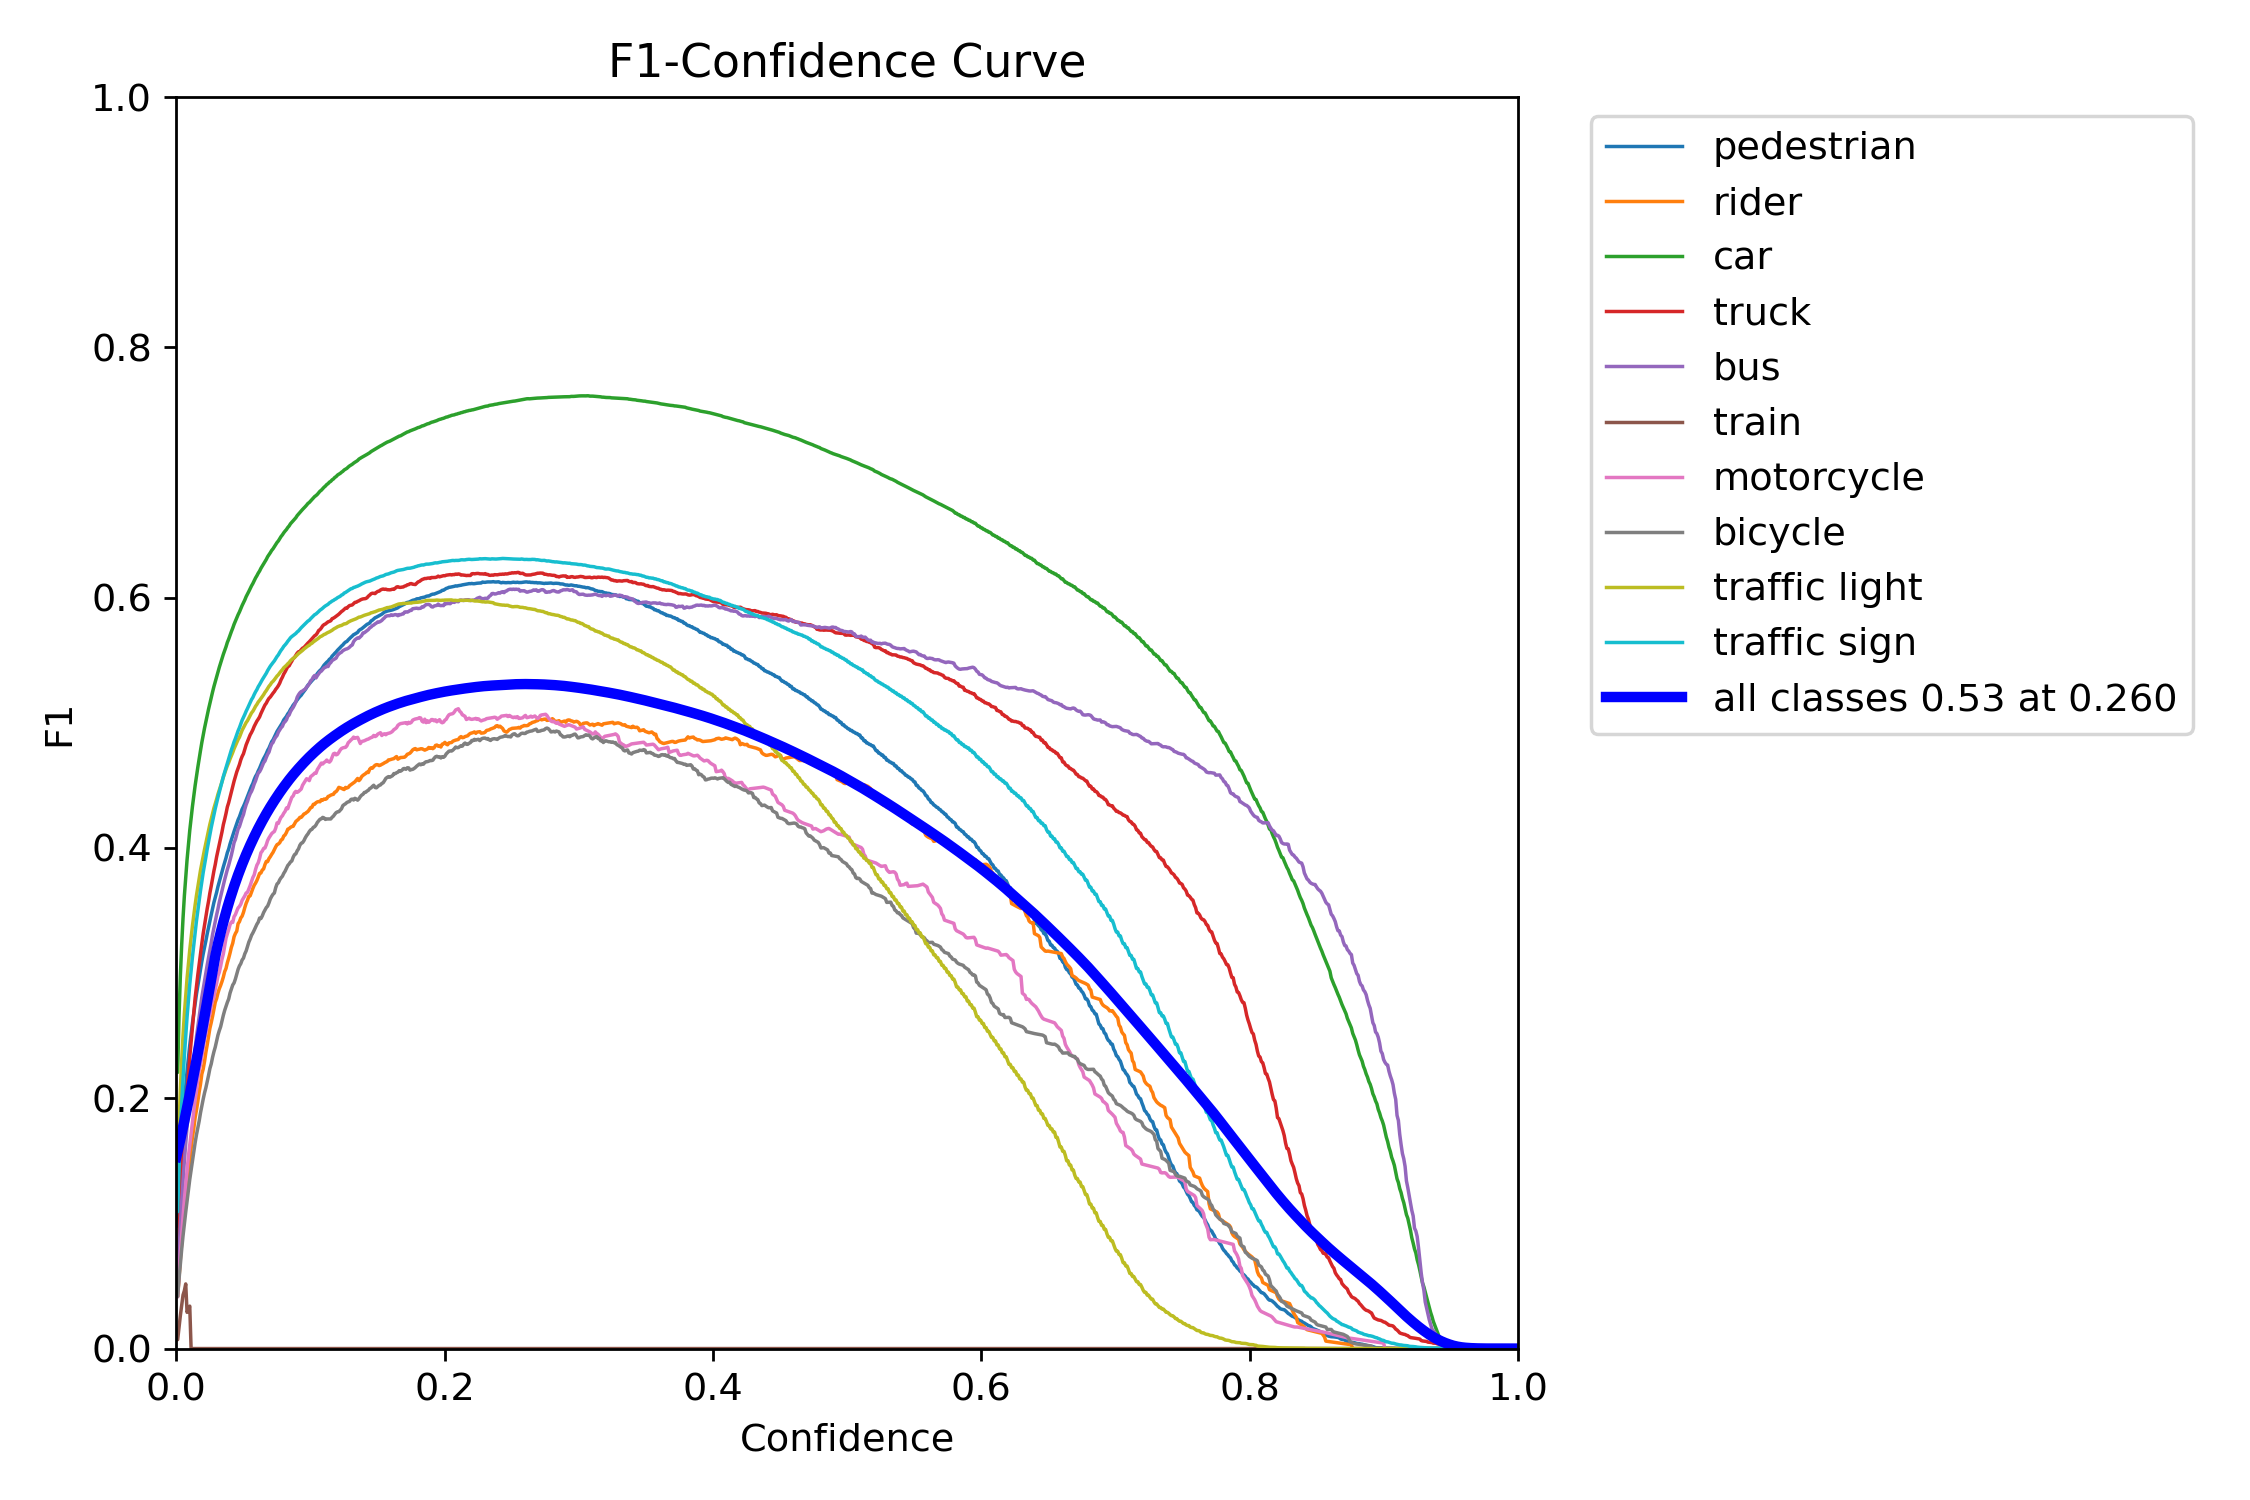 F1-Confidence Curve
1.0
0.8
0.6
0.4
0.2
0.0
F1
0.0 0.2 0.4 0.6 0.8 1.0
Confidence
pedestrian
rider
car
truck
bus
train
motorcycle
bicycle
traffic light
traffic sign
all classes 0.53 at 0.260